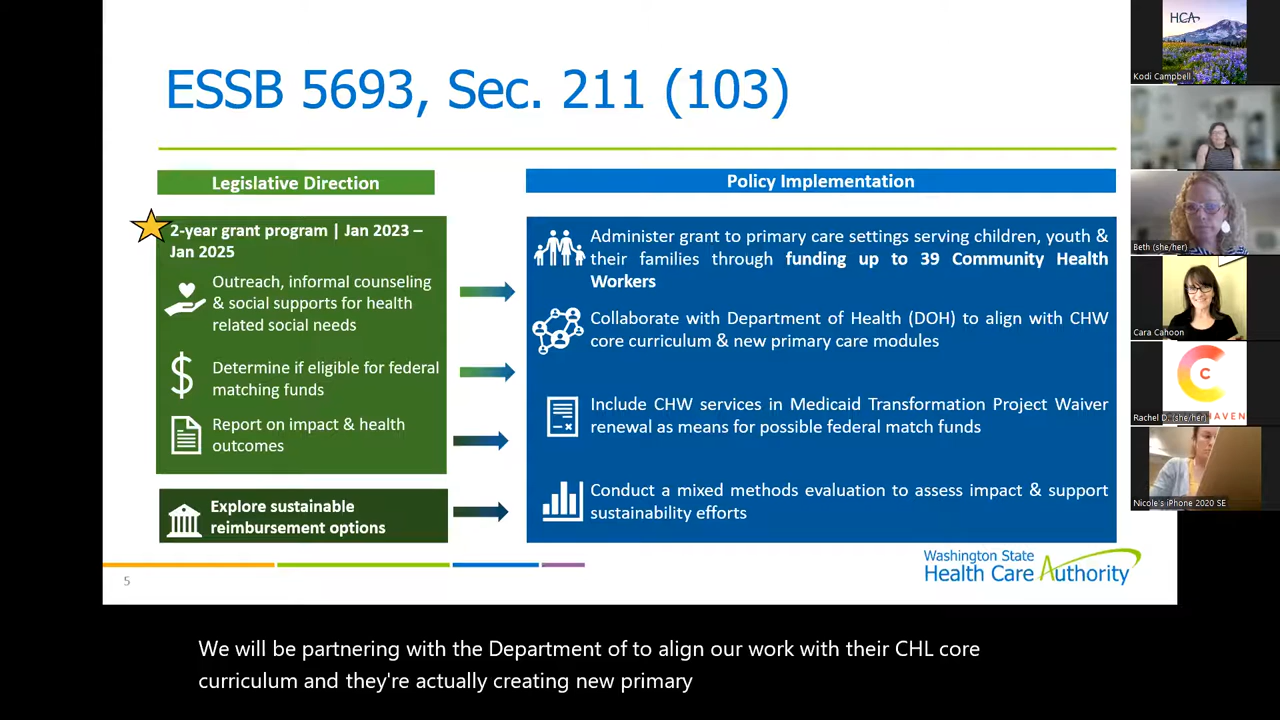 ESSB 5693, Sec. 211 (103)
Legislative Direction
2-year grant program | Jan 2023 –
Jan 2025
Outreach, informal counseling
& social supports for health
related social needs
Determine if eligible for federal
matching funds
Report on impact & health
outcomes
Explore sustainable
reimbursement options
Policy Implementation
Administer grant to primary care settings serving children, youth &
their families through funding up to 39 Community Health
Workers
Collaborate with Department of Health (DOH) to align with CHW
core curriculum & new primary care modules
Include CHW services in Medicaid Transformation Project Waiver
renewal as means for possible federal match funds
Conduct a mixed methods evaluation to assess impact & support
sustainability efforts
5
Washington State
Health Care Authority
HCA
Kodi Campbell
Beth (she/her)
Cara Cahoon
C
HAVEN
Rachel D. (she/her)
Nicole's iPhone 2020 SE
We will be partnering with the Department of to align our work with their CHL core
curriculum and they're actually creating new primary